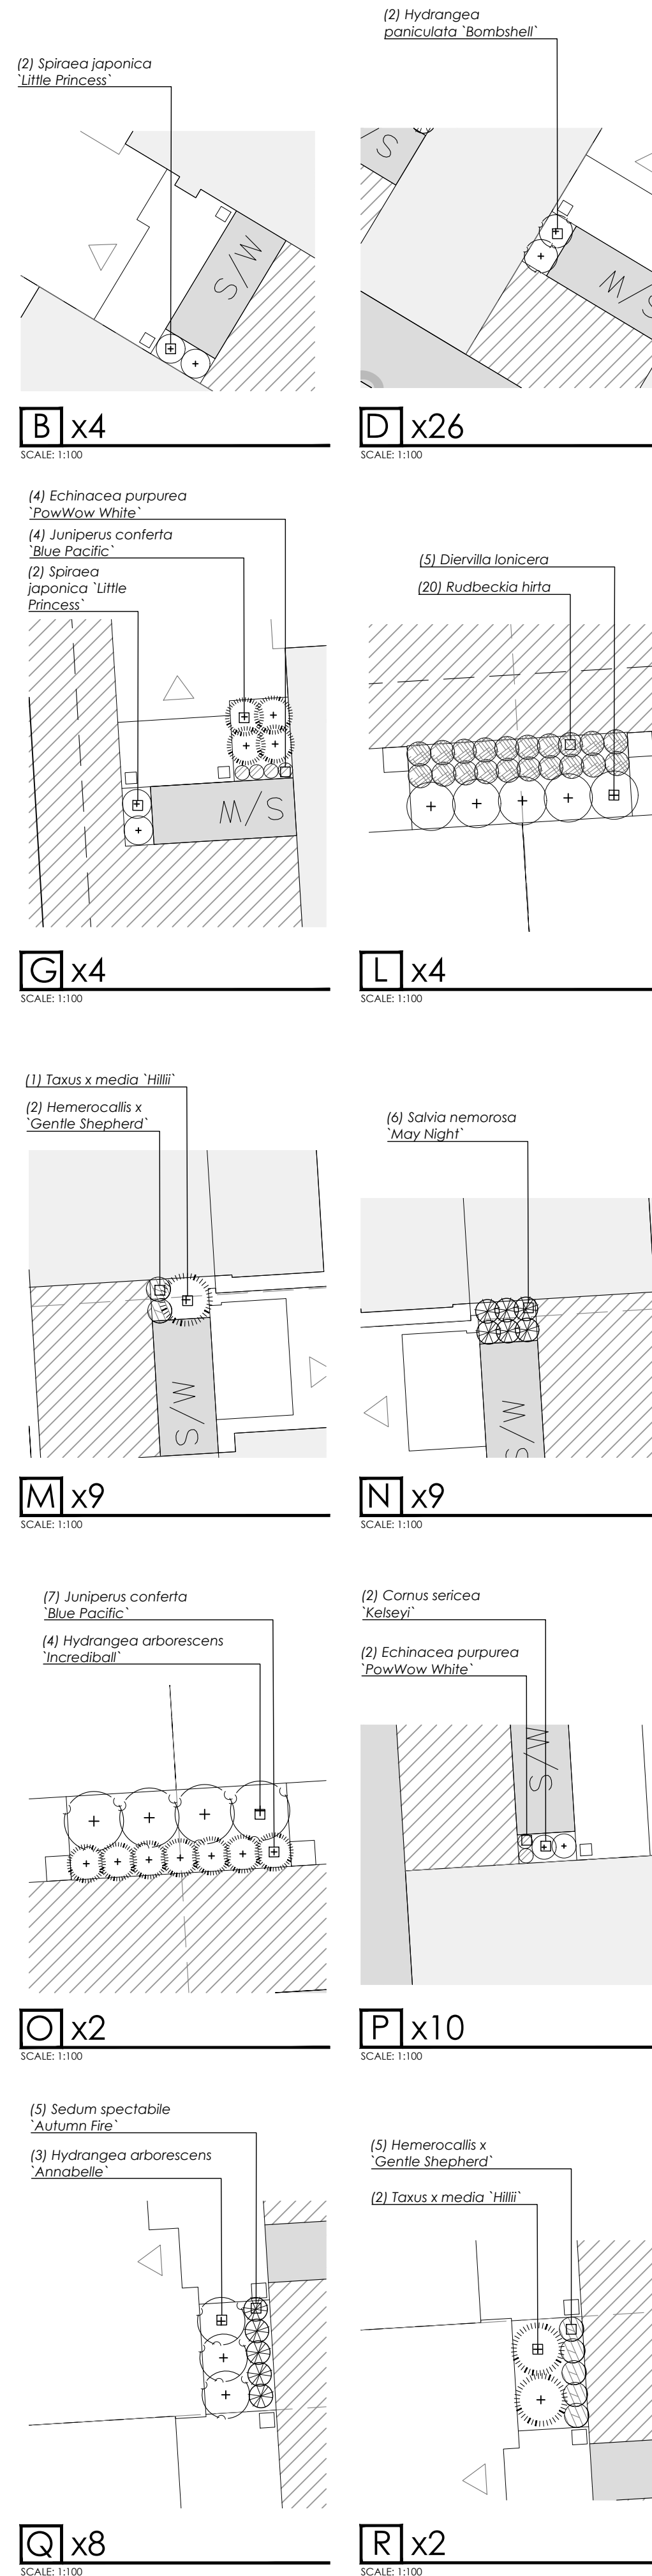 (2) Spiraea japonica
`Little Princess`
M/S
B x4
SCALE: 1:100
(2) Hydrangea
paniculata `Bombshell`
S
M/S
D x26
SCALE: 1:100
(4) Echinacea purpurea
`PowWow White`
(4) Juniperus conferta
`Blue Pacific`
(2) Spiraea
japonica `Little
Princess`
M/S
G x4
SCALE: 1:100
(5) Diervilla lonicera
(20) Rudbeckia hirta
L x4
SCALE: 1:100
(1) Taxus x media `Hillii`
(2) Hemerocallis x
`Gentle Shepherd`
M/S
M x9
SCALE: 1:100
(6) Salvia nemorosa
`May Night`
M/S
N x9
SCALE: 1:100
(7) Juniperus conferta
`Blue Pacific`
(4) Hydrangea arborescens
`Incrediball`
O x2
SCALE: 1:100
(2) Cornus sericea
`Kelseyi`
(2) Echinacea purpurea
`PowWow White`
M/S
P x10
SCALE: 1:100
(5) Sedum spectabile
`Autumn Fire`
(3) Hydrangea arborescens
`Annabelle`
Q x8
SCALE: 1:100
(5) Hemerocallis x
`Gentle Shepherd`
(2) Taxus x media `Hillii`
R x2
SCALE: 1:100